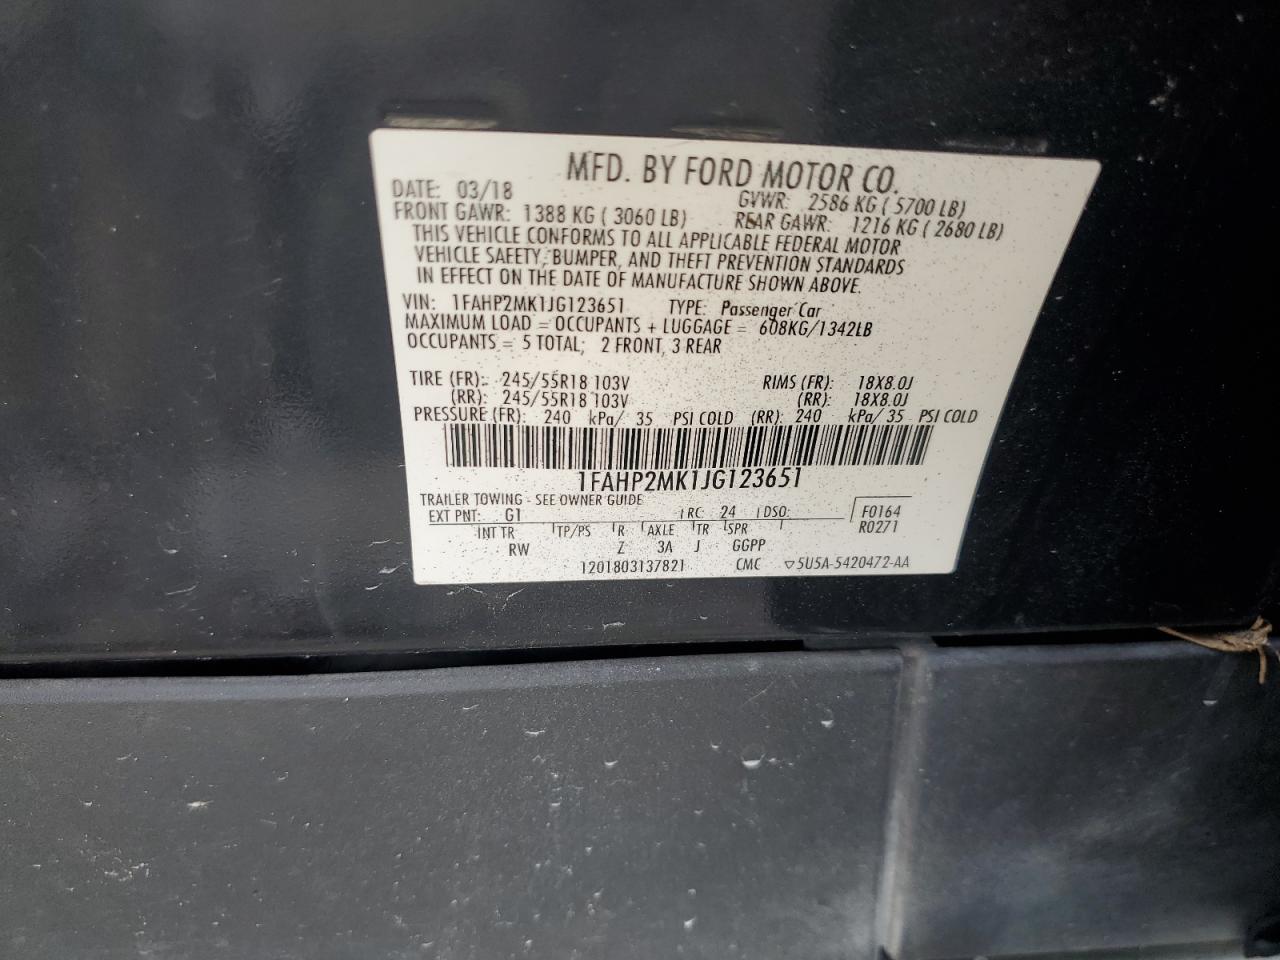 MFD. BY FORD MOTOR CO.
DATE: 03/18 GVWR: 2586 KG ( 5700 LB)
FRONT GAWR: 1388 KG ( 3060 LB) REAR GAWR: 1216 KG ( 2680 LB)
THIS VEHICLE CONFORMS TO ALL APPLICABLE FEDERAL MOTOR
VEHICLE SAFETY, BUMPER, AND THEFT PREVENTION STANDARDS
IN EFFECT ON THE DATE OF MANUFACTURE SHOWN ABOVE.
VIN: 1FAHP2MK1JG123651 TYPE: Passenger Car
MAXIMUM LOAD = OCCUPANTS + LUGGAGE = 608KG/1342LB
OCCUPANTS = 5 TOTAL; 2 FRONT, 3 REAR
TIRE (FR): 245/55R18 103V RIMS (FR): 18X8.0J
(RR): 245/55R18 103V (RR): 18X8.0J
PRESSURE (FR): 240 kPa/ 35 PSI COLD (RR): 240 kPa/ 35 PSI COLD
1FAHP2MK1JG123651
TRAILER TOWING - SEE OWNER GUIDE
EXT PNT: G1 RC: 24 DSO: F0164
INT TR TP/PS R AXLE TR SPR R0271
RW Z 3A J GGPP
1201803137821 CMC ▽5U5A-5420472-AA